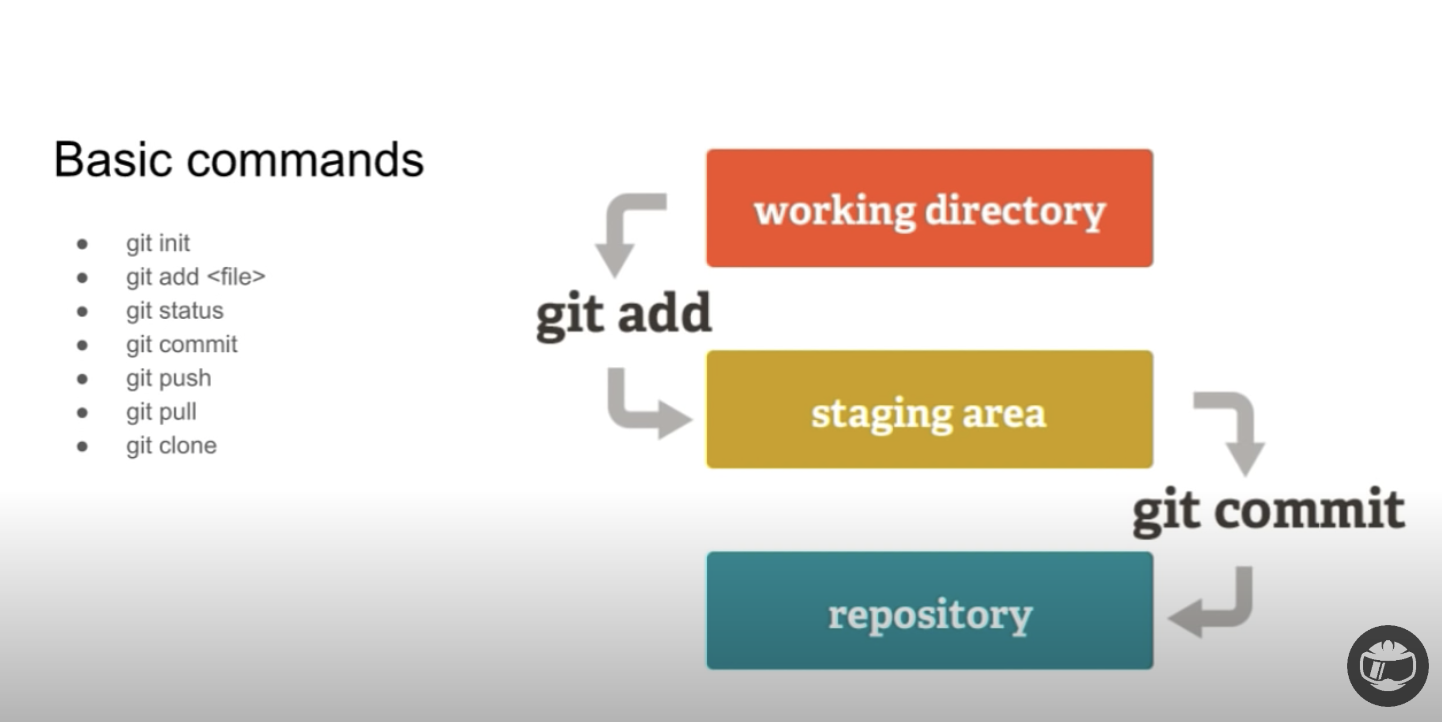 Basic commands
git init
git add <file>
git status
git commit
git push
git pull
git clone
working directory
git add
staging area
git commit
repository